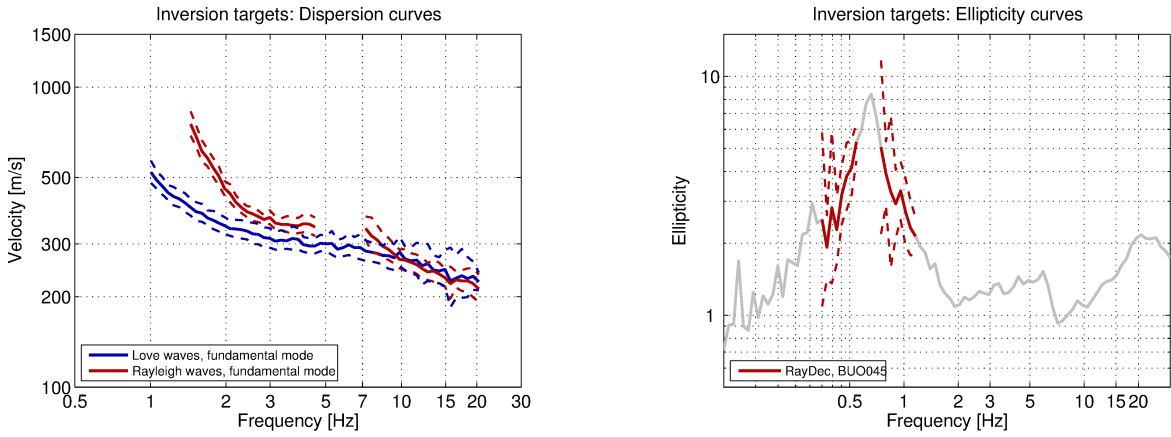 Inversion targets: Dispersion curves
1500
1000
500
300
200
100
Velocity [m/s]
Love waves, fundamental mode
Rayleigh waves, fundamental mode
0.5 1 2 3 5 7 10 15 20 30
Frequency [Hz]
Inversion targets: Ellipticity curves
10
1
Ellipticity
RayDec, BUO045
0.5 1 2 3 5 10 15 20
Frequency [Hz]